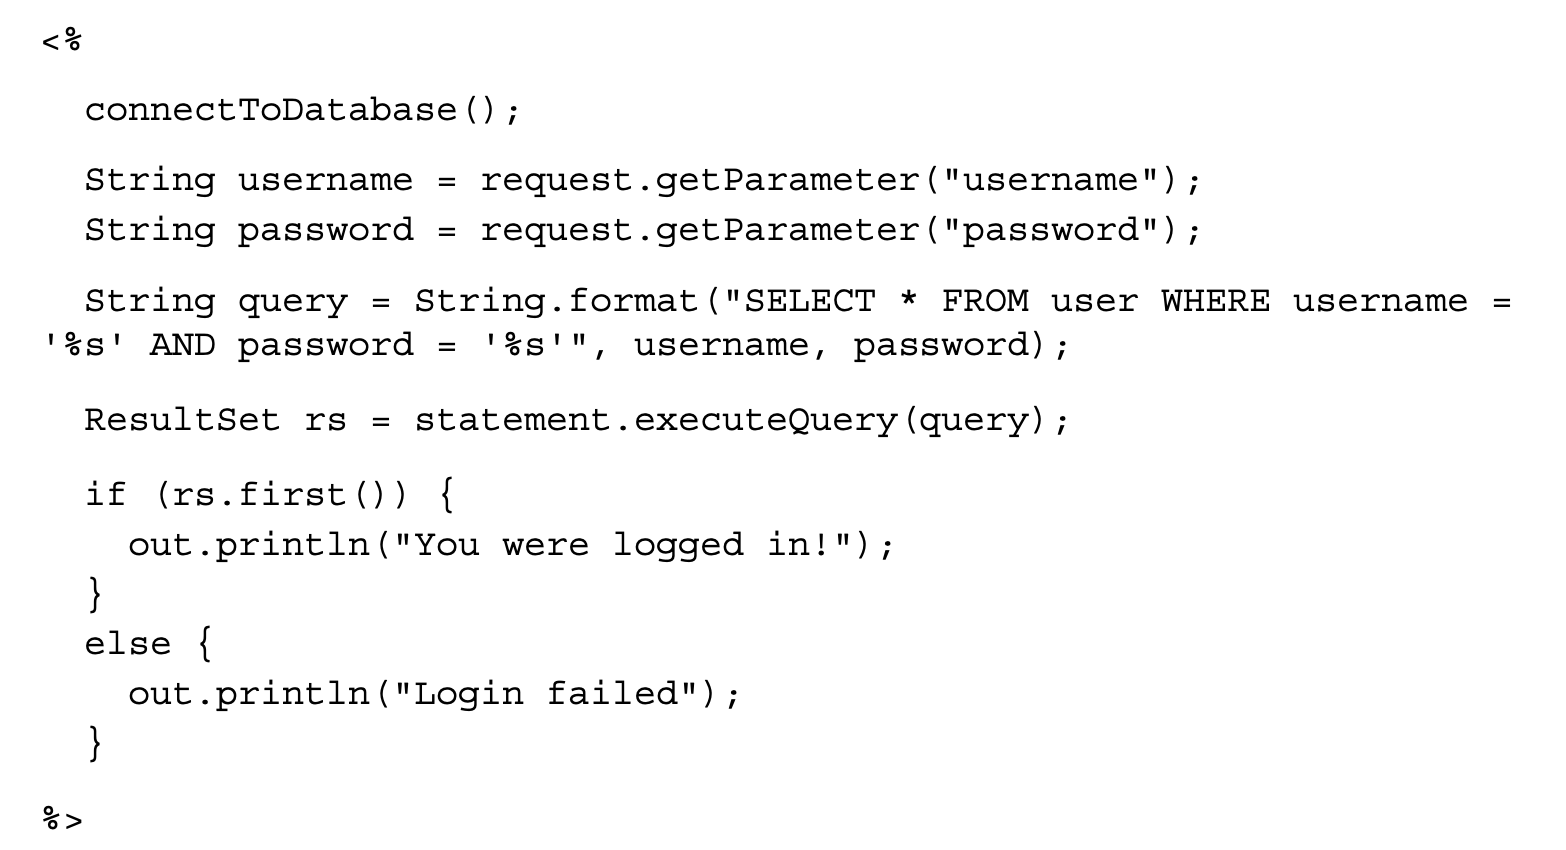 <%
connectToDatabase();
String username = request.getParameter("username");
String password = request.getParameter("password");
String query = String.format("SELECT * FROM user WHERE username =
'%s' AND password = '%s'", username, password);
ResultSet rs = statement.executeQuery(query);
if (rs.first()) {
out.println("You were logged in!");
}
else {
out.println("Login failed");
}
%>